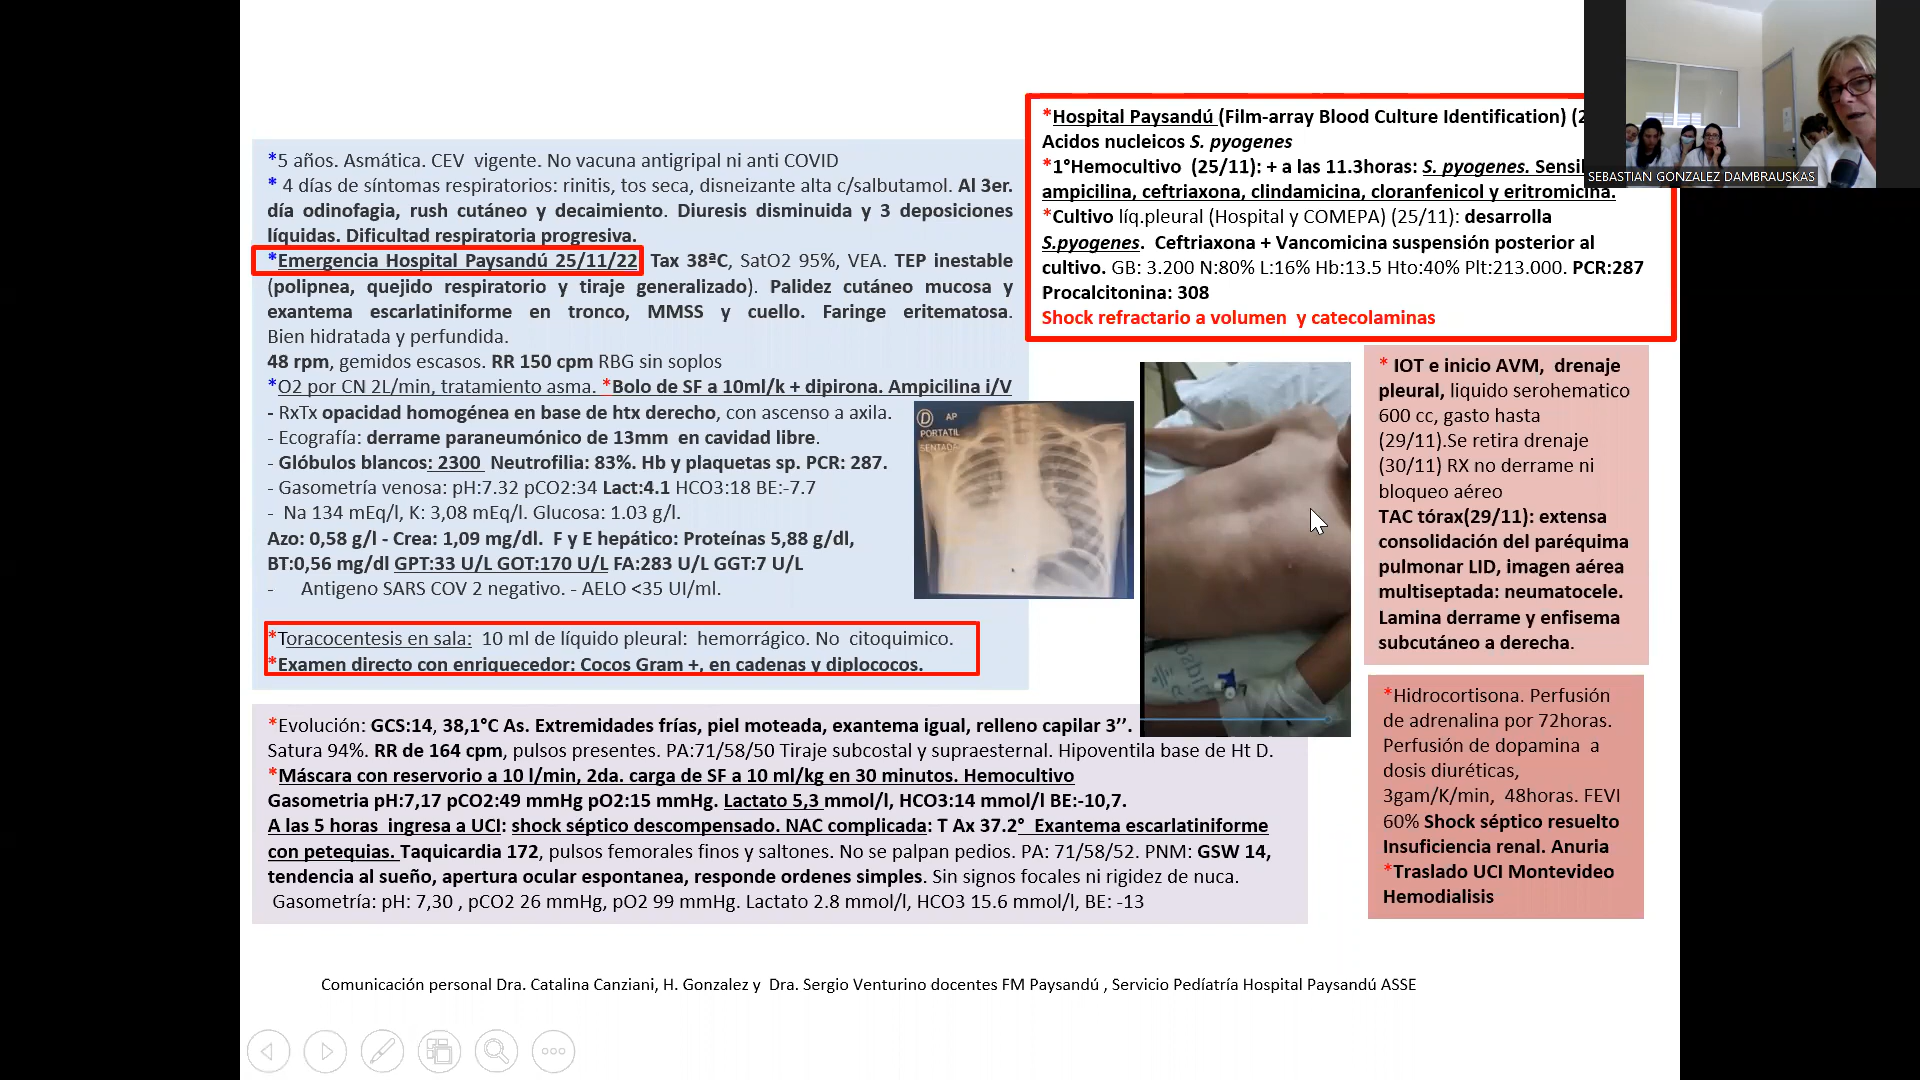 *5 años. Asmática. CEV vigente. No vacuna antigripal ni anti COVID
* 4 días de síntomas respiratorios: rinitis, tos seca, disneizante alta c/salbutamol. Al 3er.
día odinofagia, rush cutáneo y decaimiento. Diuresis disminuida y 3 deposiciones
líquidas. Dificultad respiratoria progresiva.
*Emergencia Hospital Paysandú 25/11/22 Tax 38ªC, SatO2 95%, VEA. TEP inestable
(polipnea, quejido respiratorio y tiraje generalizado). Palidez cutáneo mucosa y
exantema escarlatiniforme en tronco, MMSS y cuello. Faringe eritematosa.
Bien hidratada y perfundida.
48 rpm, gemidos escasos. RR 150 cpm RBG sin soplos
*O2 por CN 2L/min, tratamiento asma. *Bolo de SF a 10ml/k + dipirona. Ampicilina i/V
- RxTx opacidad homogénea en base de htx derecho, con ascenso a axila.
- Ecografía: derrame paraneumónico de 13mm en cavidad libre.
- Glóbulos blancos: 2300 Neutrofilia: 83%. Hb y plaquetas sp. PCR: 287.
- Gasometría venosa: pH:7.32 pCO2:34 Lact:4.1 HCO3:18 BE:-7.7
- Na 134 mEq/l, K: 3,08 mEq/l. Glucosa: 1.03 g/l.
Azo: 0,58 g/l - Crea: 1,09 mg/dl. F y E hepático: Proteínas 5,88 g/dl,
BT:0,56 mg/dl GPT:33 U/L GOT:170 U/L FA:283 U/L GGT:7 U/L
- Antigeno SARS COV 2 negativo. - AELO <35 UI/ml.
*Toracocentesis en sala: 10 ml de líquido pleural: hemorrágico. No citoquimico.
*Examen directo con enriquecedor: Cocos Gram +, en cadenas y diplococos.
*Evolución: GCS:14, 38,1°C As. Extremidades frías, piel moteada, exantema igual, relleno capilar 3’’.
Satura 94%. RR de 164 cpm, pulsos presentes. PA:71/58/50 Tiraje subcostal y supraesternal. Hipoventila base de Ht D.
*Máscara con reservorio a 10 l/min, 2da. carga de SF a 10 ml/kg en 30 minutos. Hemocultivo
Gasometria pH:7,17 pCO2:49 mmHg pO2:15 mmHg. Lactato 5,3 mmol/l, HCO3:14 mmol/l BE:-10,7.
A las 5 horas ingresa a UCI: shock séptico descompensado. NAC complicada: T Ax 37.2° Exantema escarlatiniforme
con petequias. Taquicardia 172, pulsos femorales finos y saltones. No se palpan pedios. PA: 71/58/52. PNM: GSW 14,
tendencia al sueño, apertura ocular espontanea, responde ordenes simples. Sin signos focales ni rigidez de nuca.
Gasometría: pH: 7,30 , pCO2 26 mmHg, pO2 99 mmHg. Lactato 2.8 mmol/l, HCO3 15.6 mmol/l, BE: -13
*Hospital Paysandú (Film-array Blood Culture Identification)
Acidos nucleicos S. pyogenes
*1°Hemocultivo (25/11): + a las 11.3horas: S. pyogenes. Sensil
ampicilina, ceftriaxona, clindamicina, cloranfenicol y eritromicina.
*Cultivo líq.pleural (Hospital y COMEPA) (25/11): desarrolla
S.pyogenes. Ceftriaxona + Vancomicina suspensión posterior al
cultivo. GB: 3.200 N:80% L:16% Hb:13.5 Hto:40% Plt:213.000. PCR:287
Procalcitonina: 308
Shock refractario a volumen y catecolaminas
D AP
PORTATIL
SENTADA
* IOT e inicio AVM, drenaje
pleural, liquido serohematico
600 cc, gasto hasta
(29/11).Se retira drenaje
(30/11) RX no derrame ni
bloqueo aéreo
TAC tórax(29/11): extensa
consolidación del paréquima
pulmonar LID, imagen aérea
multiseptada: neumatocele.
Lamina derrame y enfisema
subcutáneo a derecha.
*Hidrocortisona. Perfusión
de adrenalina por 72horas.
Perfusión de dopamina a
dosis diuréticas,
3gam/K/min, 48horas. FEVI
60% Shock séptico resuelto
Insuficiencia renal. Anuria
*Traslado UCI Montevideo
Hemodialisis
Comunicación personal Dra. Catalina Canziani, H. Gonzalez y Dra. Sergio Venturino docentes FM Paysandú , Servicio Pedíatría Hospital Paysandú ASSE
SEBASTIAN GONZALEZ DAMBRAUSKAS